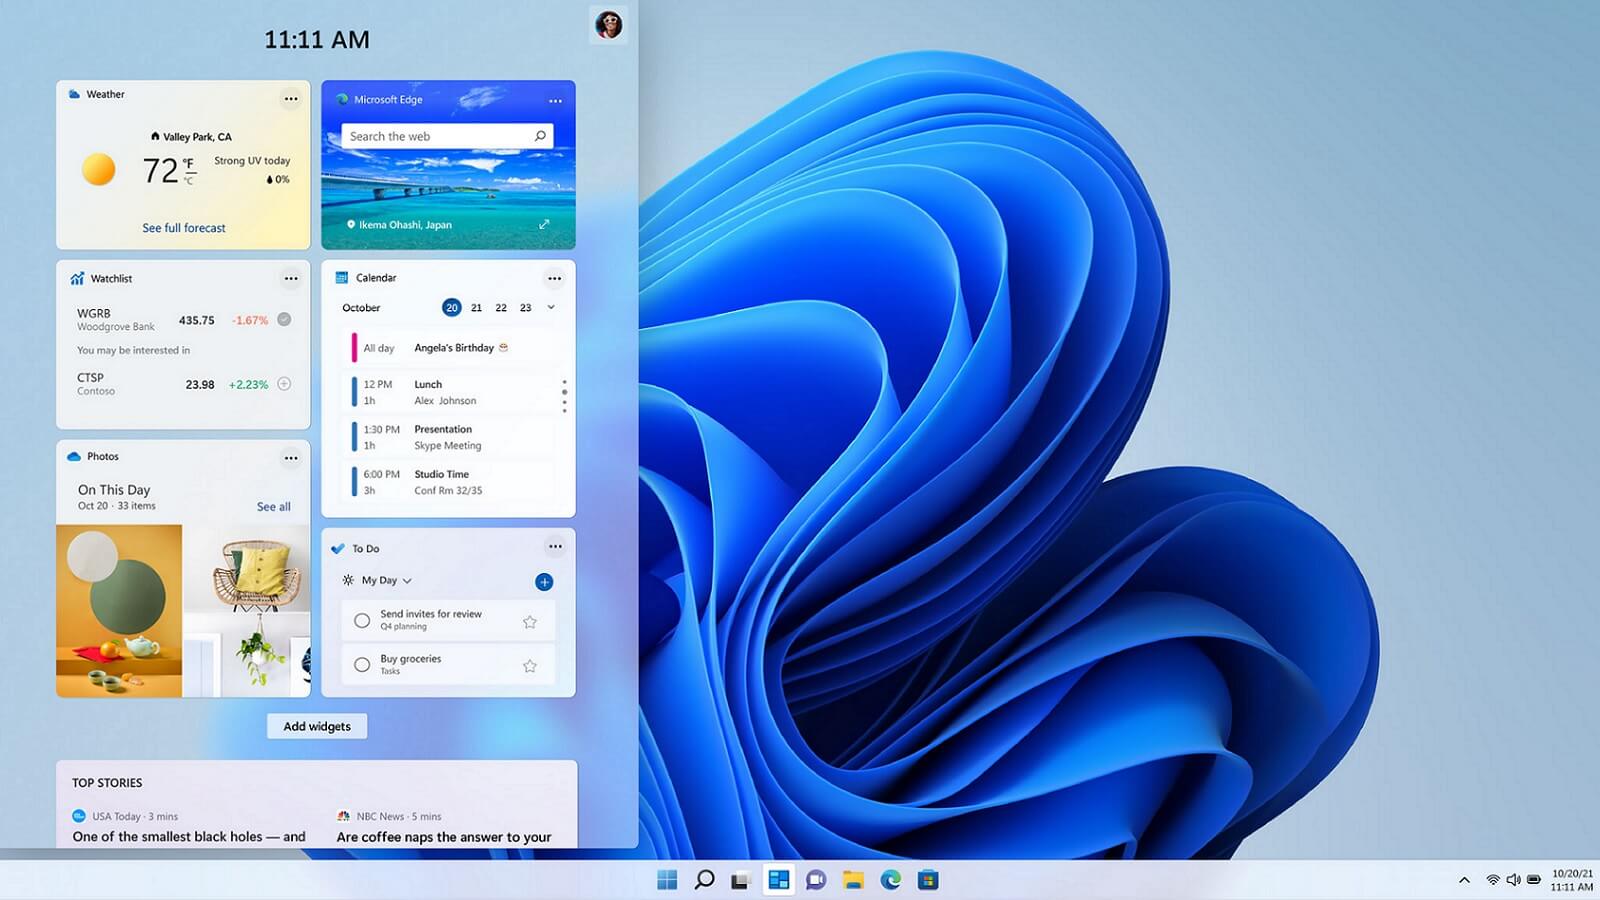 11:11 AM
Weather
Valley Park, CA
72 °F
°C
Strong UV today
0%
See full forecast
Microsoft Edge
Search the web
Ikema Ohashi, Japan
Watchlist
WGRB
Woodgrove Bank
435.75
-1.67%
You may be interested in
CTSP
Contoso
23.98
+2.23%
Calendar
October
20 21 22 23
All day Angela's Birthday
12 PM Lunch
1h Alex Johnson
1:30 PM Presentation
1h Skype Meeting
6:00 PM Studio Time
3h Conf Rm 32/35
Photos
On This Day
Oct 20 · 33 items
See all
To Do
My Day
Send invites for review
Q4 planning
Buy groceries
Tasks
Add widgets
TOP STORIES
USA Today · 3 mins
One of the smallest black holes — and
NBC News · 5 mins
Are coffee naps the answer to your
10/20/21
11:11 AM